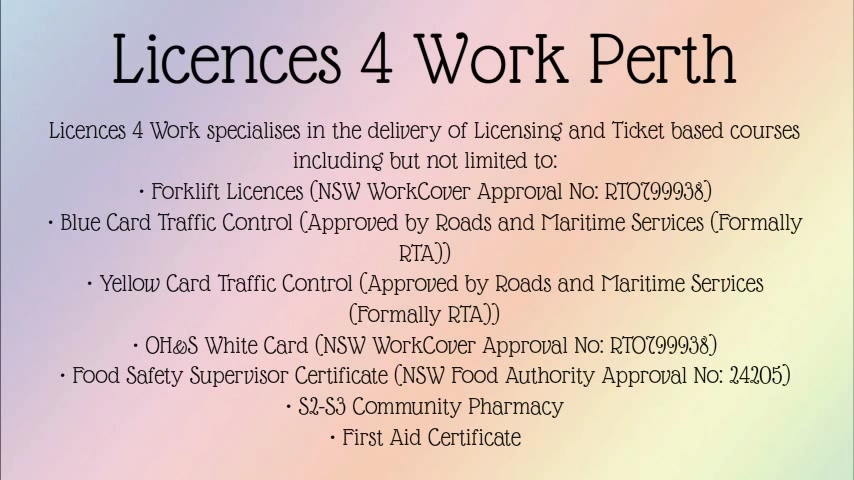 Licences 4 Work Perth
Licences 4 Work specialises in the delivery of Licensing and Ticket based courses
including but not limited to:
• Forklift Licences (NSW WorkCover Approval No: RTO799938)
• Blue Card Traffic Control (Approved by Roads and Maritime Services (Formally
RTA))
• Yellow Card Traffic Control (Approved by Roads and Maritime Services
(Formally RTA))
• OH&S White Card (NSW WorkCover Approval No: RTO799938)
• Food Safety Supervisor Certificate (NSW Food Authority Approval No: 24205)
• S2-S3 Community Pharmacy
• First Aid Certificate